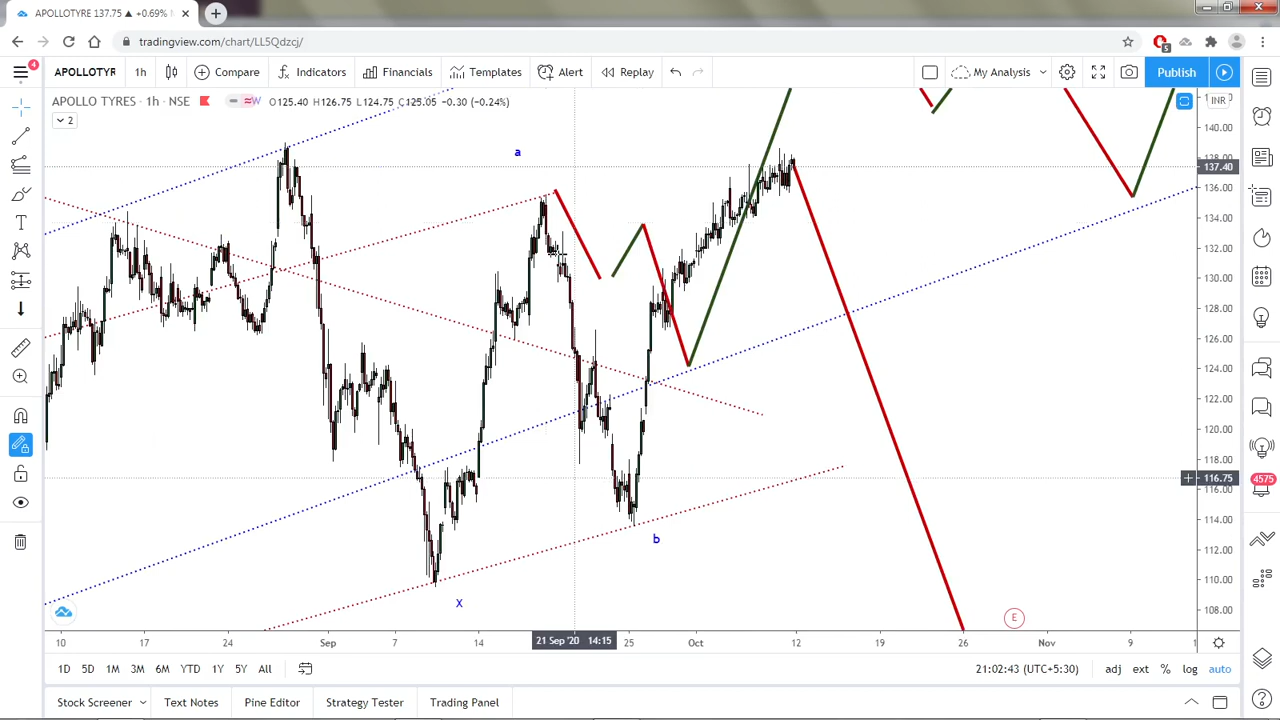 APOLLOTYRE 137.75 ▲ +0.69%
tradingview.com/chart/LL5Qdzcj/
5
4
APOLLOTYR 1h Compare Indicators Financials Templates Alert Replay My Analysis Publish
APOLLO TYRES · 1h · NSE O125.40 H126.75 L124.75 C125.05 −0.30 (−0.24%)
INR
2
140.00
a
138.00
137.40
136.00
134.00
132.00
130.00
128.00
126.00
124.00
122.00
120.00
118.00
116.75
4575
116.00
114.00
b
112.00
110.00
X
108.00
E
10 17 24 Sep 7 14 21 Sep '20 14:15 25 Oct 12 19 26 Nov 9 1
1D 5D 1M 3M 6M YTD 1Y 5Y All 21:02:43 (UTC+5:30) adj ext % log auto
Stock Screener Text Notes Pine Editor Strategy Tester Trading Panel